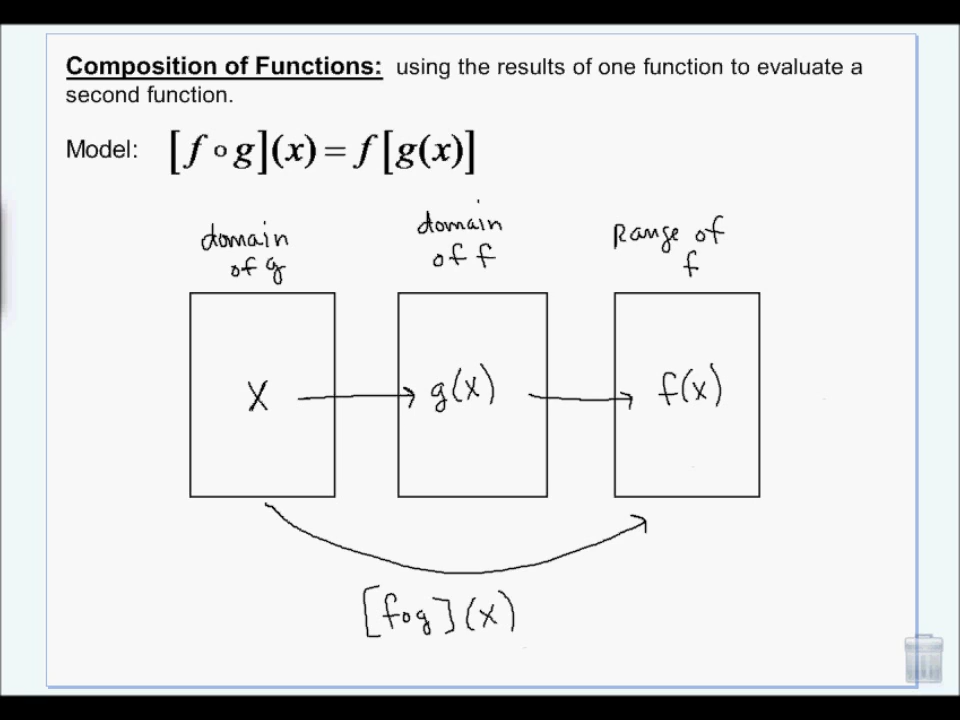 Composition of Functions: using the results of one function to evaluate a
second function.
Model: [f∘g](x) = f[g(x)]
domain
of g
domain
of f
Range of
f
X
g(x)
f(x)
[fog](x)